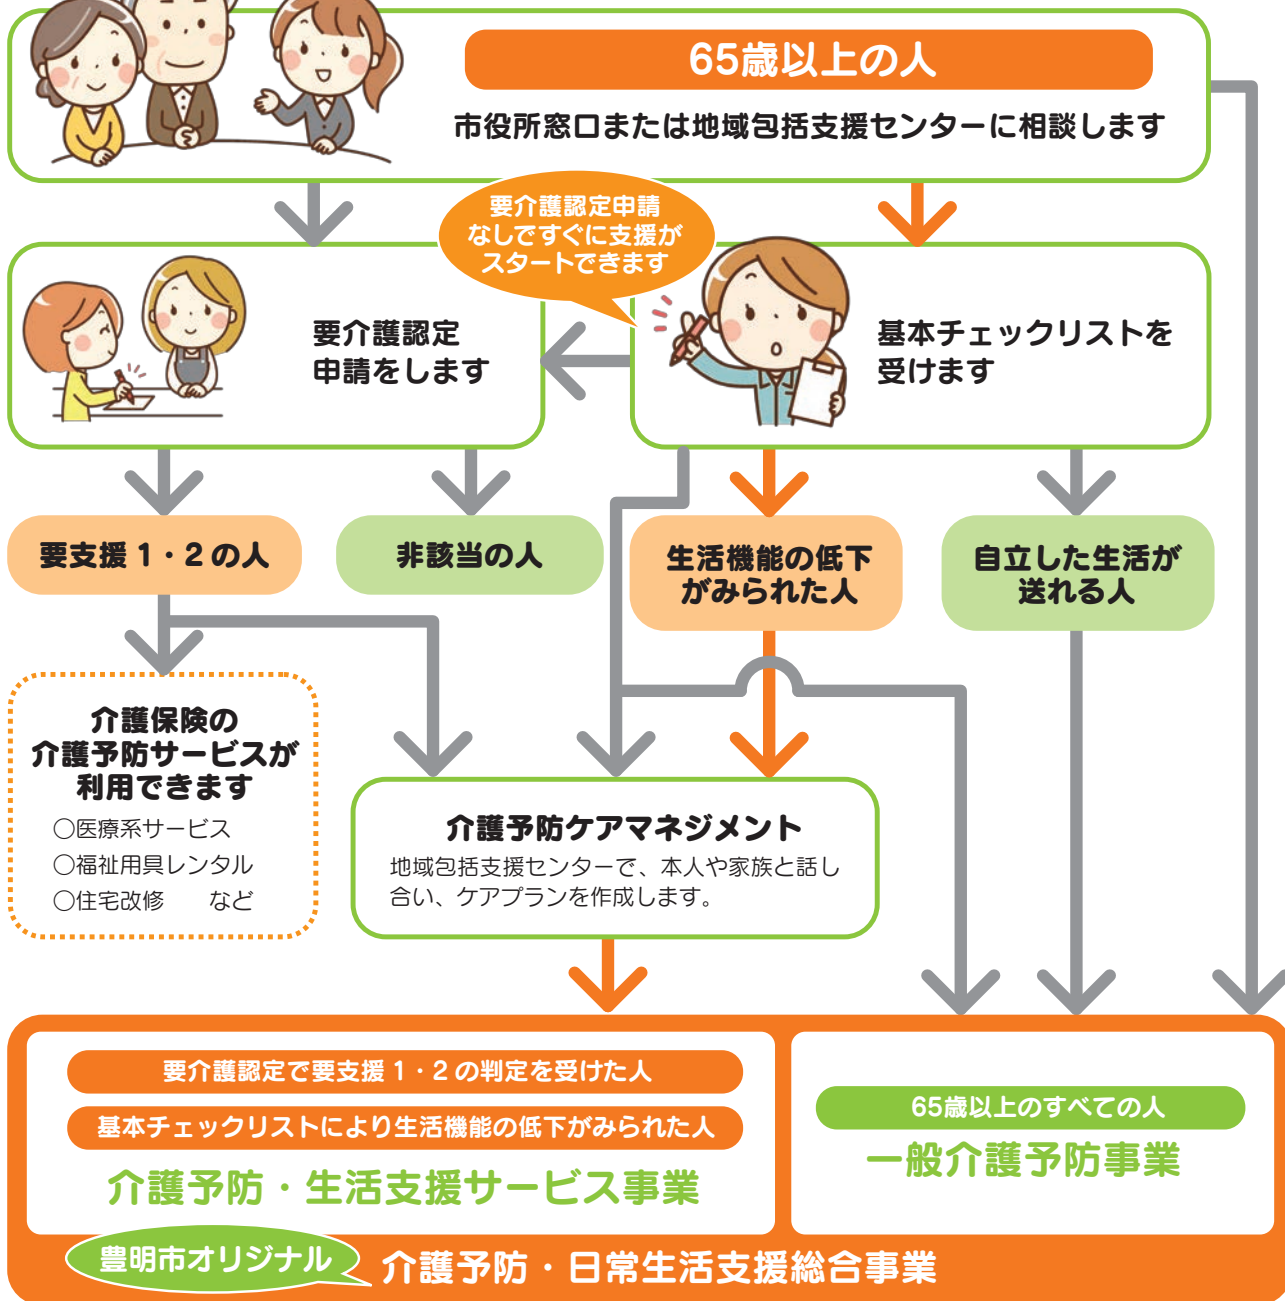 65歳以上の人
市役所窓口または地域包括支援センターに相談します
要介護認定申請
なしですぐに支援が
スタートできます
要介護認定
申請をします
基本チェックリストを
受けます
要支援1・2の人
非該当の人
生活機能の低下
がみられた人
自立した生活が
送れる人
介護保険の
介護予防サービスが
利用できます
○医療系サービス
○福祉用具レンタル
○住宅改修　　など
介護予防ケアマネジメント
地域包括支援センターで、本人や家族と話し
合い、ケアプランを作成します。
要介護認定で要支援1・2の判定を受けた人
基本チェックリストにより生活機能の低下がみられた人
介護予防・生活支援サービス事業
65歳以上のすべての人
一般介護予防事業
豊明市オリジナル
介護予防・日常生活支援総合事業